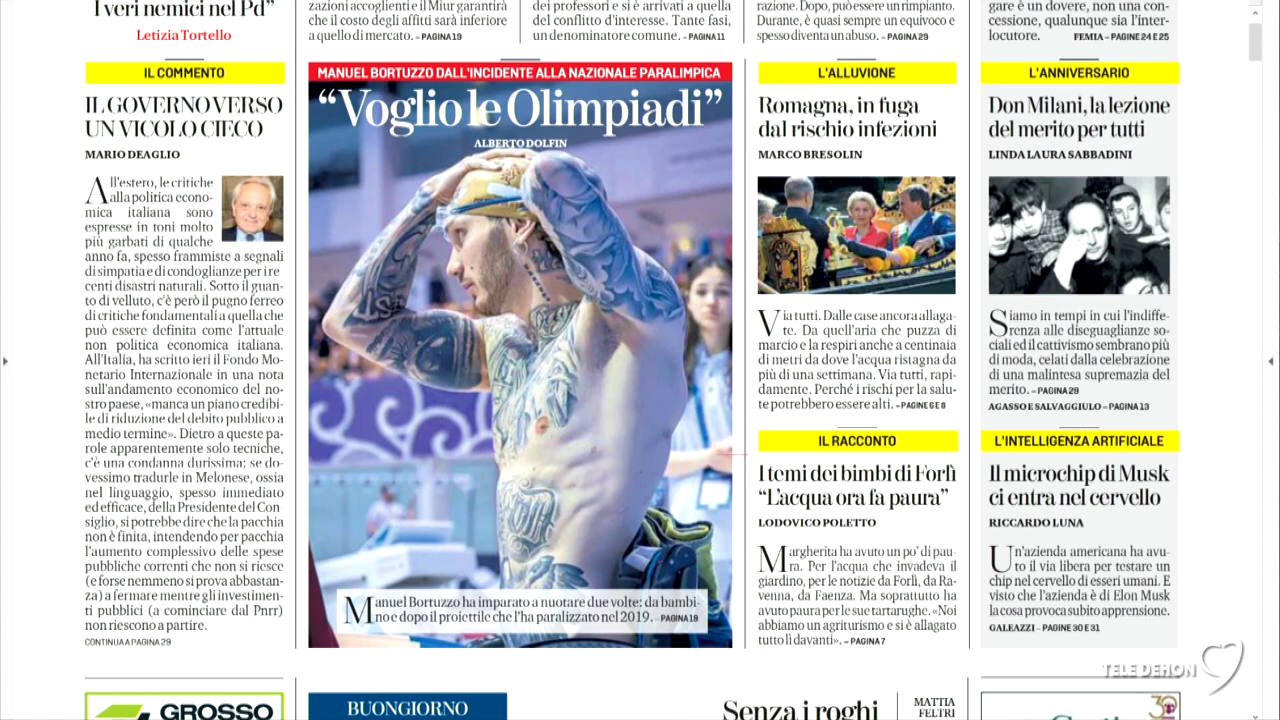 I veri nemici nel Pd”
Letizia Tortello
zazioni accoglienti e il Miur garantirà
che il costo degli affitti sarà inferiore
a quello di mercato. – PAGINA 19
dei professori e si è arrivati a quella
del conflitto d'interesse. Tante fasi,
un denominatore comune. – PAGINA 11
razione. Dopo, può essere un rimpianto.
Durante, è quasi sempre un equivoco e
spesso diventa un abuso. – PAGINA 29
gare è un dovere, non una con-
cessione, qualunque sia l'inter-
locutore. FEMIA – PAGINE 24 E 25
IL COMMENTO
IL GOVERNO VERSO
UN VICOLO CIECO
MARIO DEAGLIO
All'estero, le critiche
alla politica econo-
mica italiana sono
espresse in toni molto
più garbati di qualche
anno fa, spesso frammiste a segnali
di simpatia e di condoglianze per i re
centi disastri naturali. Sotto il guan-
to di velluto, c'è però il pugno ferreo
di critiche fondamentali a quella che
può essere definita come l'attuale
non politica economica italiana.
All'Italia, ha scritto ieri il Fondo Mo-
netario Internazionale in una nota
sull'andamento economico del no-
stro paese, «manca un piano credibi-
le di riduzione del debito pubblico a
medio termine». Dietro a queste pa-
role apparentemente solo tecniche,
c'è una condanna durissima: se do-
vessimo tradurle in Melonese, ossia
nel linguaggio, spesso immediato
ed efficace, della Presidente del Con
siglio, si potrebbe dire che la pacchia
non è finita, intendendo per pacchia
l'aumento complessivo delle spese
pubbliche correnti che non si riesce
(e forse nemmeno si prova abbastan-
za) a fermare mentre gli investimen-
ti pubblici (a cominciare dal Pnrr)
non riescono a partire.
CONTINUA A PAGINA 29
MANUEL BORTUZZO DALL'INCIDENTE ALLA NAZIONALE PARALIMPICA
“Voglio le Olimpiadi”
ALBERTO DOLFIN
Manuel Bortuzzo ha imparato a nuotare due volte: da bambi-
no e dopo il proiettile che l'ha paralizzato nel 2019. – PAGINA 18
L'ALLUVIONE
Romagna, in fuga
dal rischio infezioni
MARCO BRESOLIN
Via tutti. Dalle case ancora allaga-
te. Da quell'aria che puzza di
marcio e la respiri anche a centinaia
di metri da dove l'acqua ristagna da
più di una settimana. Via tutti, rapi-
damente. Perché i rischi per la salu-
te potrebbero essere alti. – PAGINE 6 E 8
IL RACCONTO
I temi dei bimbi di Forlì
“L'acqua ora fa paura”
LODOVICO POLETTO
Margherita ha avuto un po' di pau-
ra. Per l'acqua che invadeva il
giardino, per le notizie da Forlì, da Ra-
venna, da Faenza. Ma soprattutto ha
avuto paura per le sue tartarughe. «Noi
abbiamo un agriturismo e si è allagato
tutto lì davanti». – PAGINA 7
L'ANNIVERSARIO
Don Milani, la lezione
del merito per tutti
LINDA LAURA SABBADINI
Siamo in tempi in cui l'indiffe-
renza alle diseguaglianze so-
ciali ed il cattivismo sembrano più
di moda, celati dalla celebrazione
di una malintesa supremazia del
merito. – PAGINA 29
AGASSO E SALVAGGIULO – PAGINA 13
L'INTELLIGENZA ARTIFICIALE
Il microchip di Musk
ci entra nel cervello
RICCARDO LUNA
Un'azienda americana ha avu-
to il via libera per testare un
chip nel cervello di esseri umani. E
visto che l'azienda è di Elon Musk
la cosa provoca subito apprensione.
GALEAZZI – PAGINE 30 E 31
TELE DEHON
GROSSO
BUONGIORNO
Senza i roghi
MATTIA
FELTRI
30